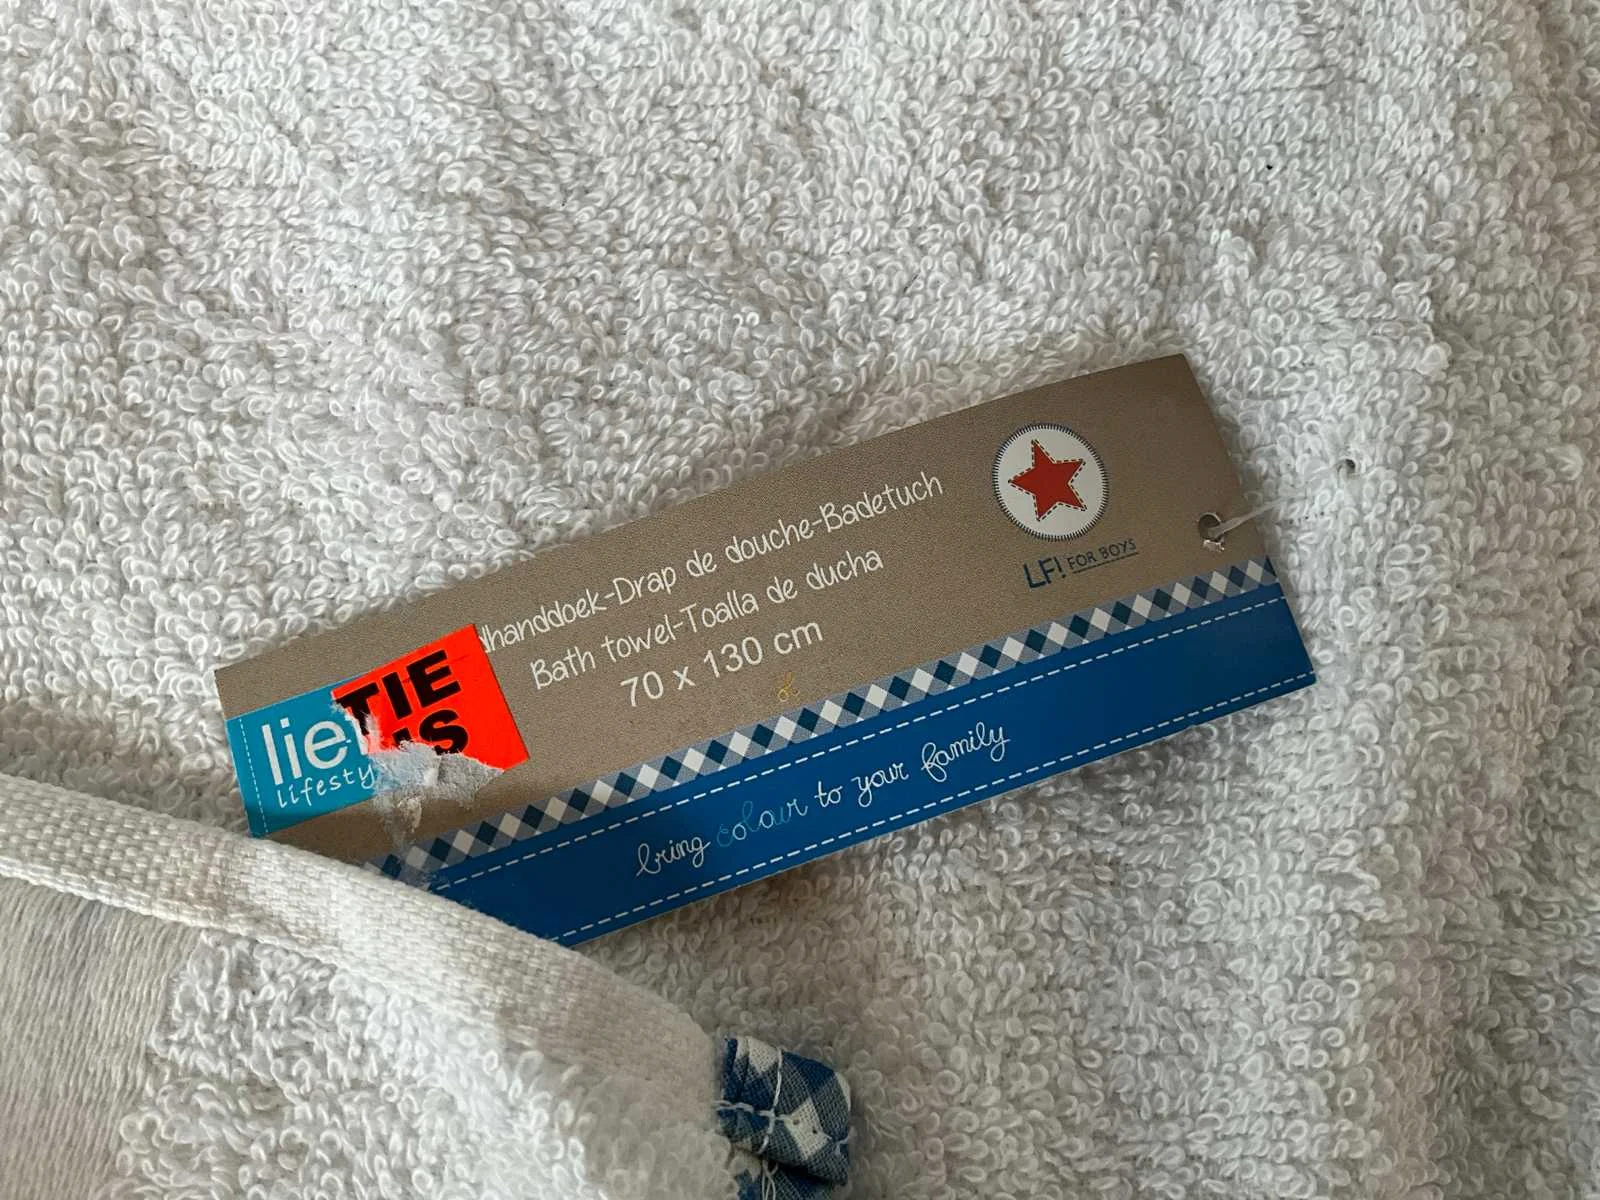 dhanddoek-Drap de douche-Badetuch
Bath towel-Toalla de ducha
70 x 130 cm
LF! FOR BOYS
lie
lifesty
TIE
bring colour to your family